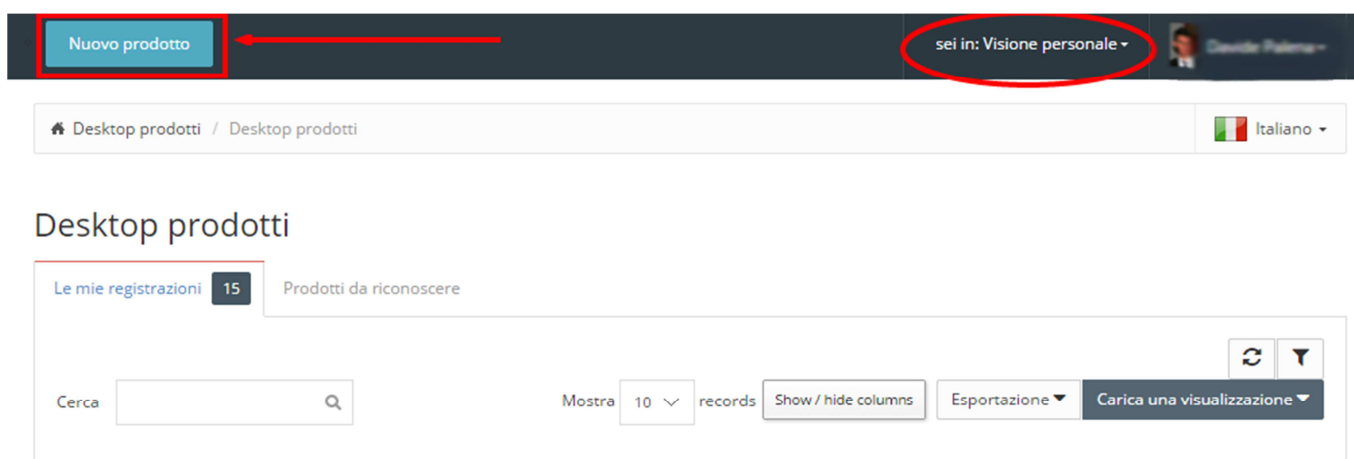 Nuovo prodotto
sei in: Visione personale
Desktop prodotti / Desktop prodotti
Italiano
Desktop prodotti
Le mie registrazioni 15
Prodotti da riconoscere
Cerca
Mostra 10 records
Show / hide columns
Esportazione
Carica una visualizzazione